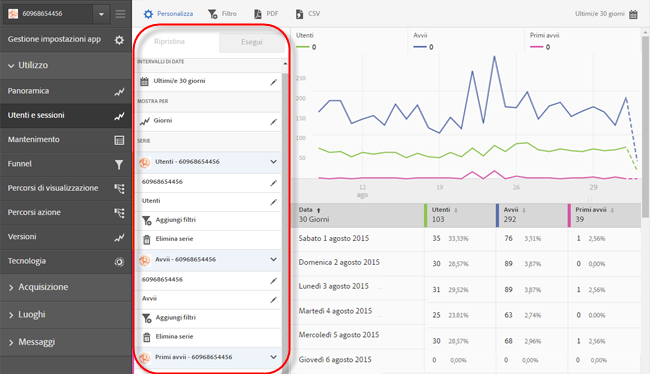 60968654456
Personalizza
Filtro
PDF
CSV
Ultimi/e 30 giorni
Gestione impostazioni app
Utilizzo
Panoramica
Utenti e sessioni
Mantenimento
Funnel
Percorsi di visualizzazione
Percorsi azione
Versioni
Tecnologia
Acquisizione
Luoghi
Messaggi
Ripristina
Esegui
INTERVALLI DI DATE
Ultimi/e 30 giorni
MOSTRA PER
Giorni
SERIE
Utenti - 60968654456
60968654456
Utenti
Aggiungi filtri
Elimina serie
Avvii - 60968654456
60968654456
Avvii
Aggiungi filtri
Elimina serie
Primi avvii - 60968654456
Utenti
0
Avvii
0
Primi avvii
0
250
200
150
100
50
12
ago
19
26
29
Data
30 Giorni
Utenti
103
Avvii
292
Primi avvii
39
Sabato 1 agosto 2015 35 33,33% 76 3,31% 1 2,56%
Domenica 2 agosto 2015 30 28,57% 89 3,87% 0 0,00%
Lunedì 3 agosto 2015 31 29,52% 89 3,87% 1 2,56%
Martedì 4 agosto 2015 25 23.81% 63 2,74% 0 0.00%
Mercoledì 5 agosto 2015 30 28,57% 68 2,96% 1 2,56%
Giovedì 6 agosto 2015 0 0,00% 0 0,00% 0 0,00%